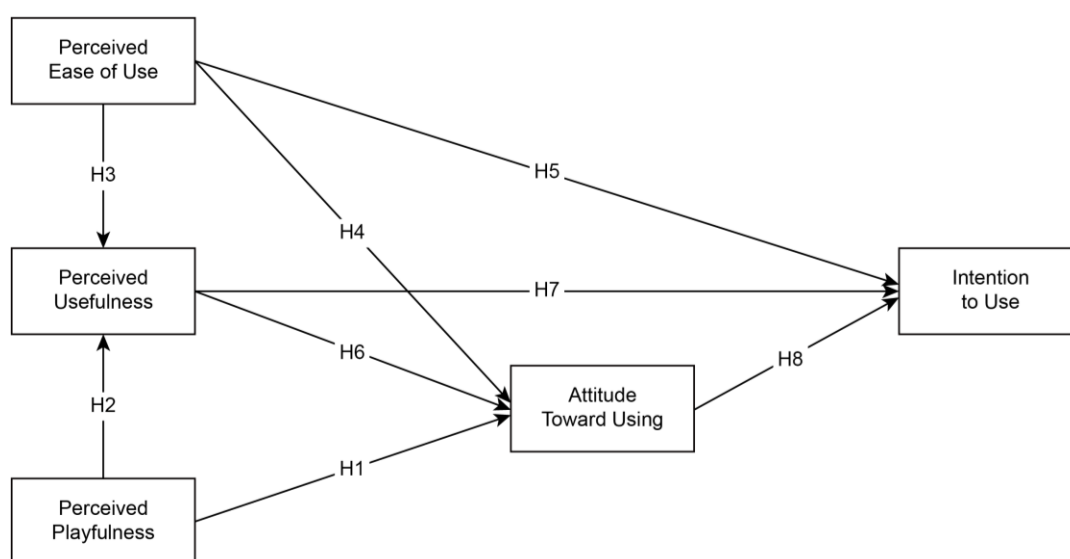 Perceived
Ease of Use
H3
H5
H4
Perceived
Usefulness
H7
Intention
to Use
H6
H8
H2
Attitude
Toward Using
H1
Perceived
Playfulness